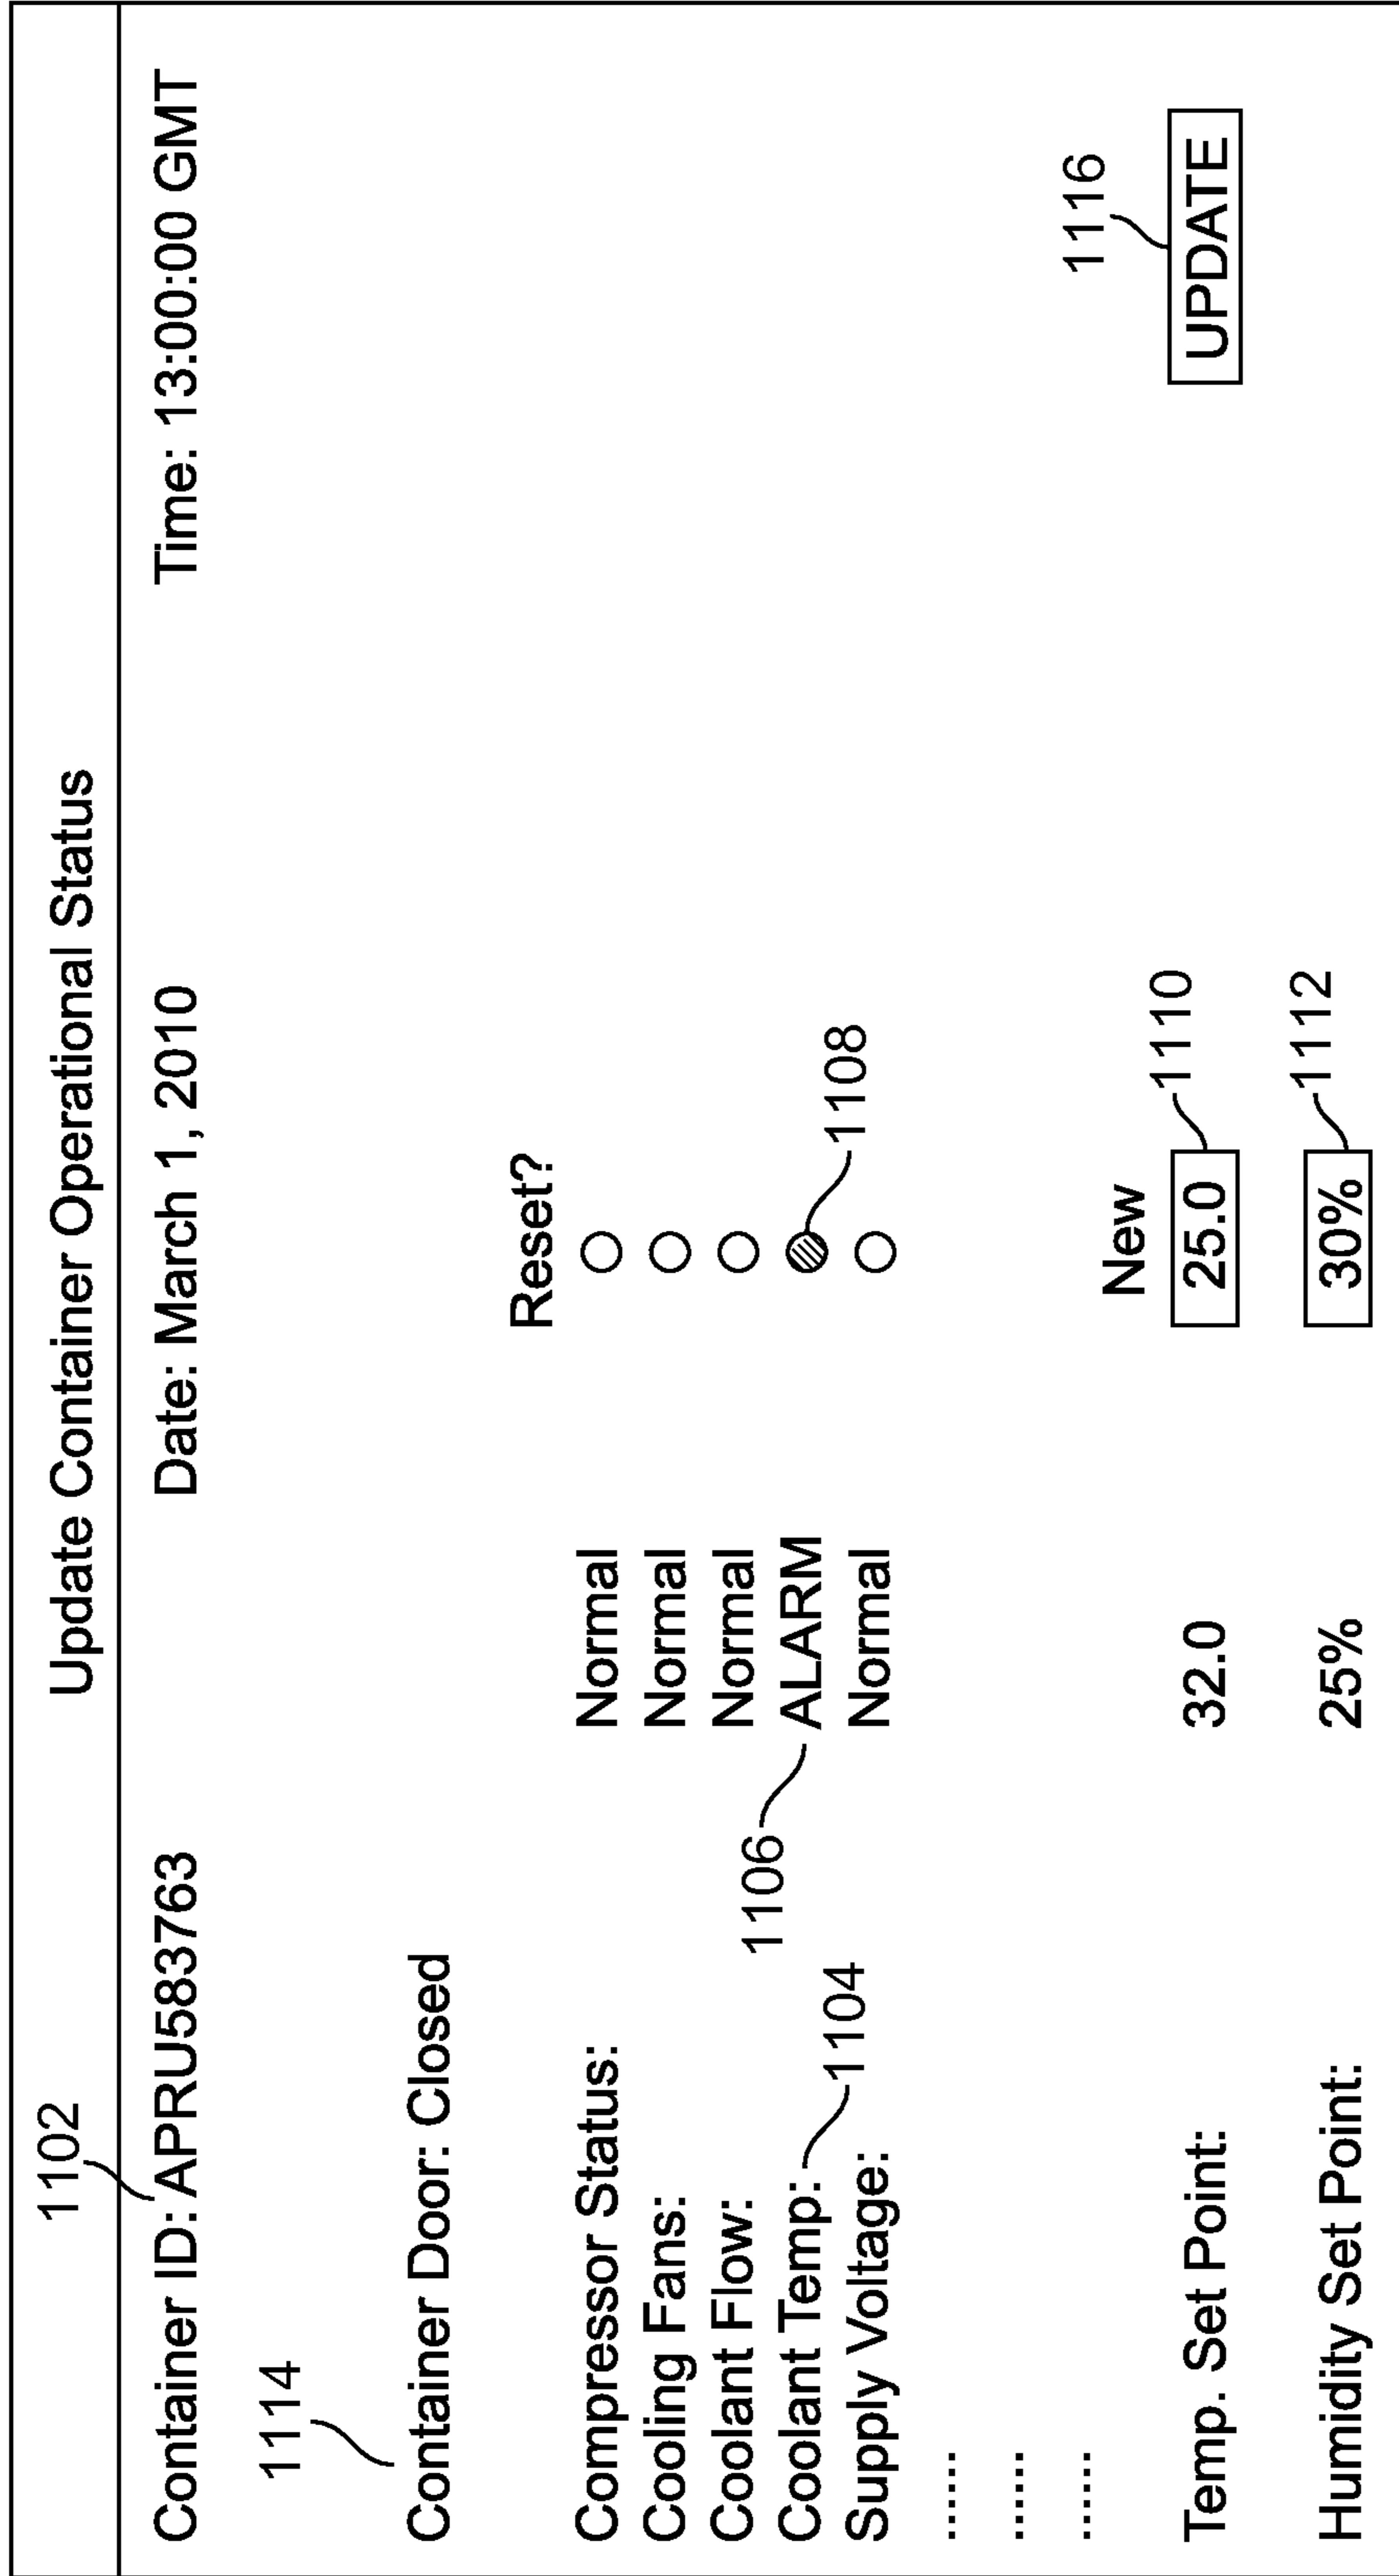 Update Container Operational Status
1102
Container ID: APRU583763 Date: March 1, 2010 Time: 13:00:00 GMT
1114
Container Door: Closed
Reset?
Compressor Status: Normal
Cooling Fans: Normal
Coolant Flow: Normal
1106
Coolant Temp: ALARM
1104 1108
Supply Voltage: Normal
......
......
......
1116
New
1110
Temp. Set Point: 32.0 25.0 UPDATE
1112
Humidity Set Point: 25% 30%